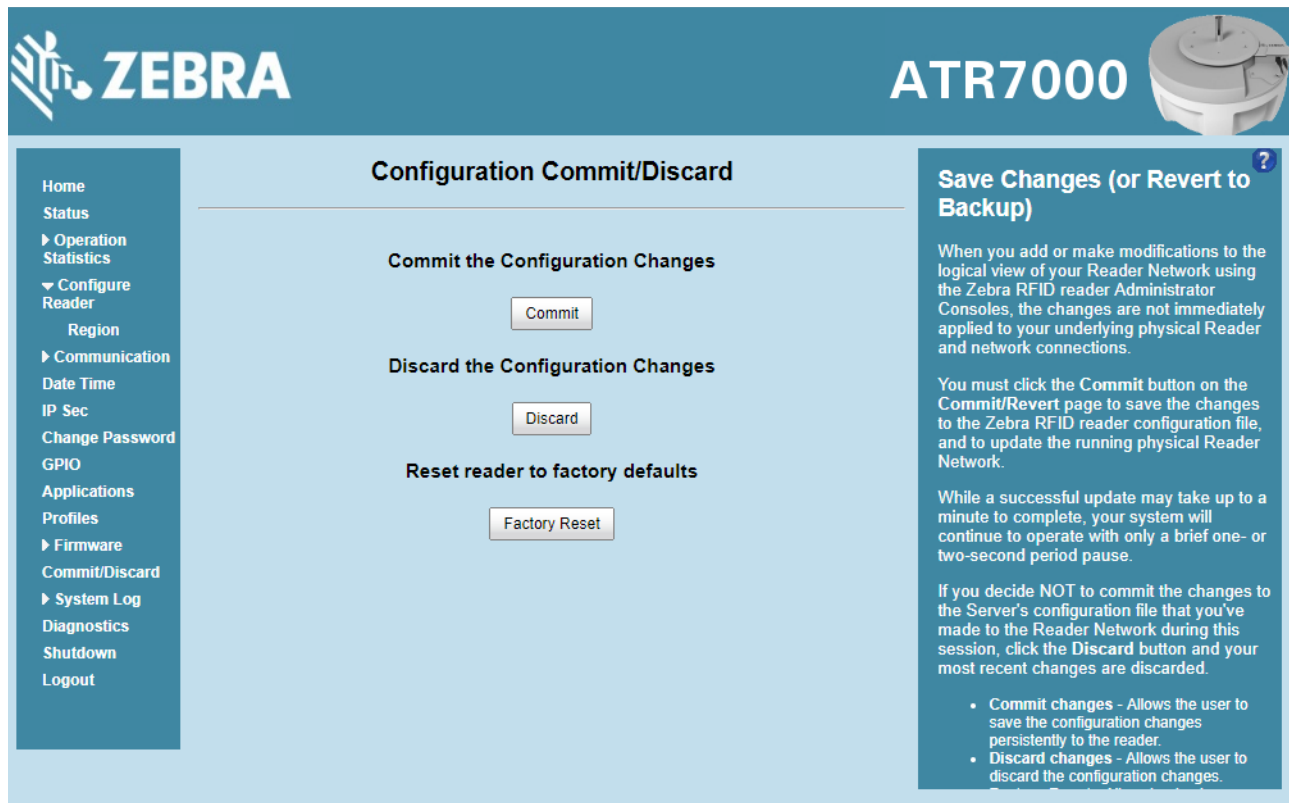 ZEBRA
ATR7000
Home
Status
Operation
Statistics
Configure
Reader
Region
Communication
Date Time
IP Sec
Change Password
GPIO
Applications
Profiles
Firmware
Commit/Discard
System Log
Diagnostics
Shutdown
Logout
Configuration Commit/Discard
Commit the Configuration Changes
Commit
Discard the Configuration Changes
Discard
Reset reader to factory defaults
Factory Reset
?
Save Changes (or Revert to
Backup)
When you add or make modifications to the
logical view of your Reader Network using
the Zebra RFID reader Administrator
Consoles, the changes are not immediately
applied to your underlying physical Reader
and network connections.
You must click the Commit button on the
Commit/Revert page to save the changes
to the Zebra RFID reader configuration file,
and to update the running physical Reader
Network.
While a successful update may take up to a
minute to complete, your system will
continue to operate with only a brief one- or
two-second period pause.
If you decide NOT to commit the changes to
the Server's configuration file that you've
made to the Reader Network during this
session, click the Discard button and your
most recent changes are discarded.
• Commit changes - Allows the user to
save the configuration changes
persistently to the reader.
• Discard changes - Allows the user to
discard the configuration changes.